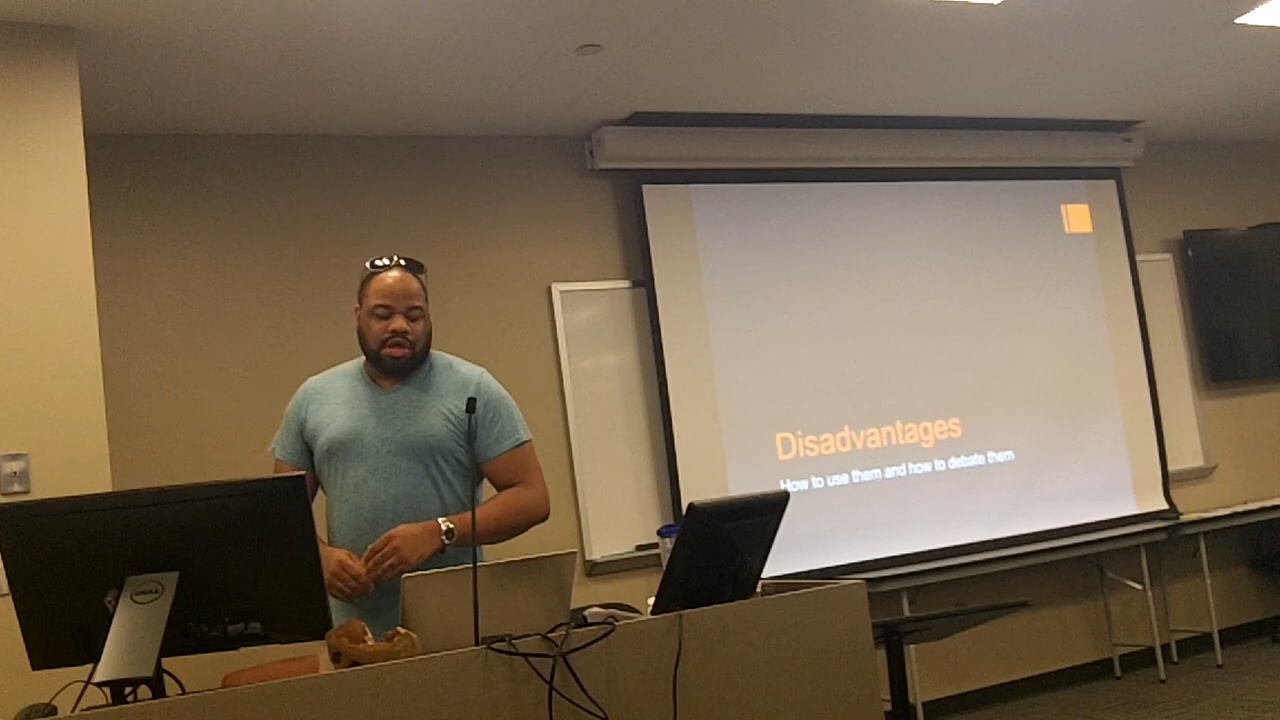 Disadvantages
How to use them and how to debate them
DELL